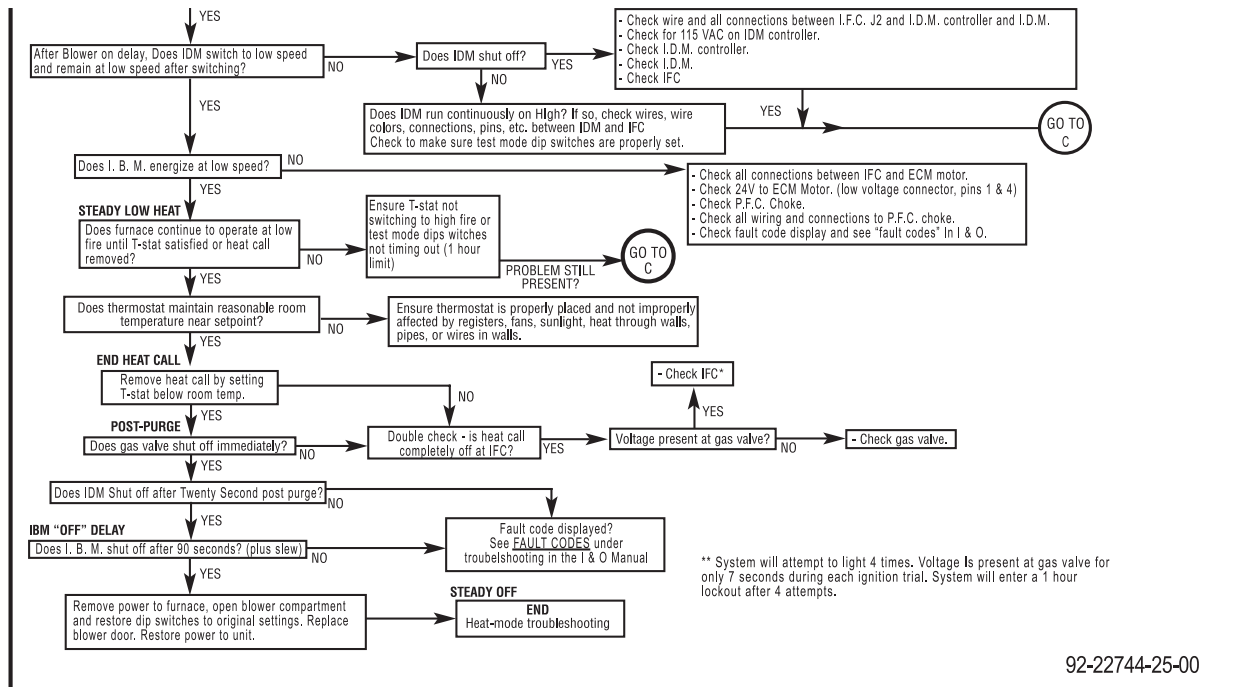 YES
After Blower on delay, Does IDM switch to low speed
and remain at low speed after switching?
NO
Does IDM shut off?
YES
- Check wire and all connections between I.F.C. J2 and I.D.M. controller and I.D.M.
- Check for 115 VAC on IDM controller.
- Check I.D.M. controller.
- Check I.D.M.
- Check IFC
NO
YES
Does IDM run continuously on HIgh? If so, check wires, wire
colors, connections, pins, etc. between IDM and IFC
Check to make sure test mode dip switches are properly set.
YES
GO TO
C
Does I. B. M. energize at low speed?
NO
- Check all connections between IFC and ECM motor.
- Check 24V to ECM Motor. (low voltage connector, pins 1 & 4)
- Check P.F.C. Choke.
- Check all wiring and connections to P.F.C. choke.
- Check fault code display and see “fault codes” In I & O.
YES
STEADY LOW HEAT
Does furnace continue to operate at low
fire until T-stat satisfied or heat call
removed?
NO
Ensure T-stat not
switching to high fire or
test mode dips witches
not timing out (1 hour
limit)
PROBLEM STILL
PRESENT?
GO TO
C
YES
Does thermostat maintain reasonable room
temperature near setpoint?
NO
Ensure thermostat is properly placed and not improperly
affected by registers, fans, sunlight, heat through walls,
pipes, or wires in walls.
YES
END HEAT CALL
Remove heat call by setting
T-stat below room temp.
NO
- Check IFC*
YES
YES
POST-PURGE
Does gas valve shut off immediately?
NO
Double check - is heat call
completely off at IFC?
YES
Voltage present at gas valve?
NO
- Check gas valve.
YES
Does IDM Shut off after Twenty Second post purge?
NO
YES
IBM “OFF” DELAY
Does I. B. M. shut off after 90 seconds? (plus slew)
NO
Fault code displayed?
See FAULT CODES under
troubelshooting in the I & O Manual
YES
** System will attempt to light 4 times. Voltage Is present at gas valve for
only 7 seconds during each ignition trial. System will enter a 1 hour
lockout after 4 attempts.
Remove power to furnace, open blower compartment
and restore dip switches to original settings. Replace
blower door. Restore power to unit.
STEADY OFF
END
Heat-mode troubleshooting
92-22744-25-00